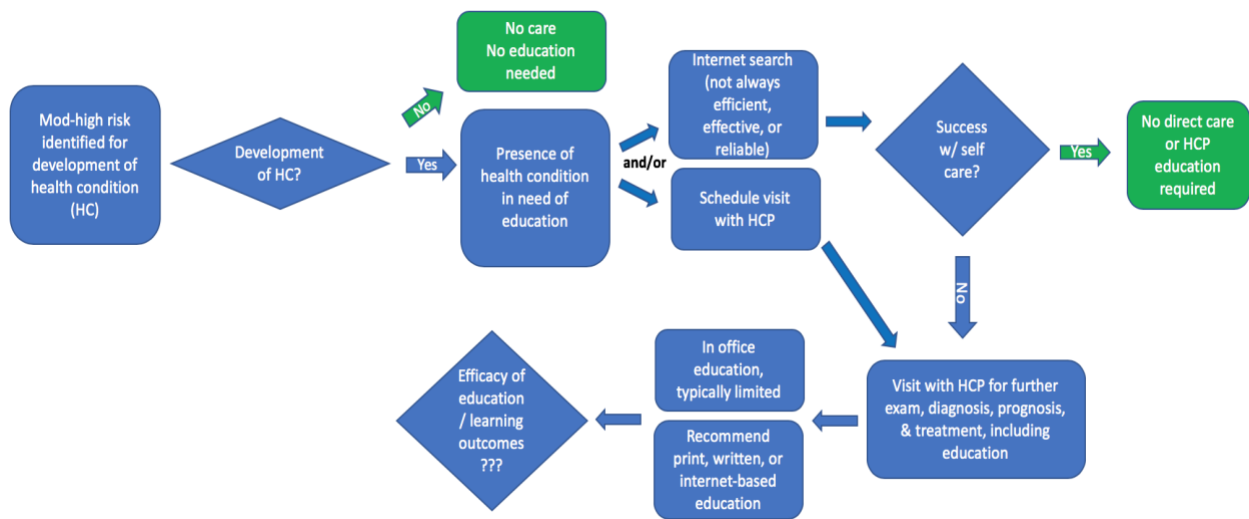 Mod-high risk
identified for
development of
health condition
(HC)
Development
of HC?
No
No care
No education
needed
Yes
Presence of
health condition
in need of
education
and/or
Internet search
(not always
efficient,
effective, or
reliable)
Schedule visit
with HCP
Success
w/ self
care?
Yes
No direct care
or HCP
education
required
No
Visit with HCP for further
exam, diagnosis, prognosis,
& treatment, including
education
In office
education,
typically limited
Recommend
print, written, or
internet-based
education
Efficacy of
education
/ learning
outcomes
???